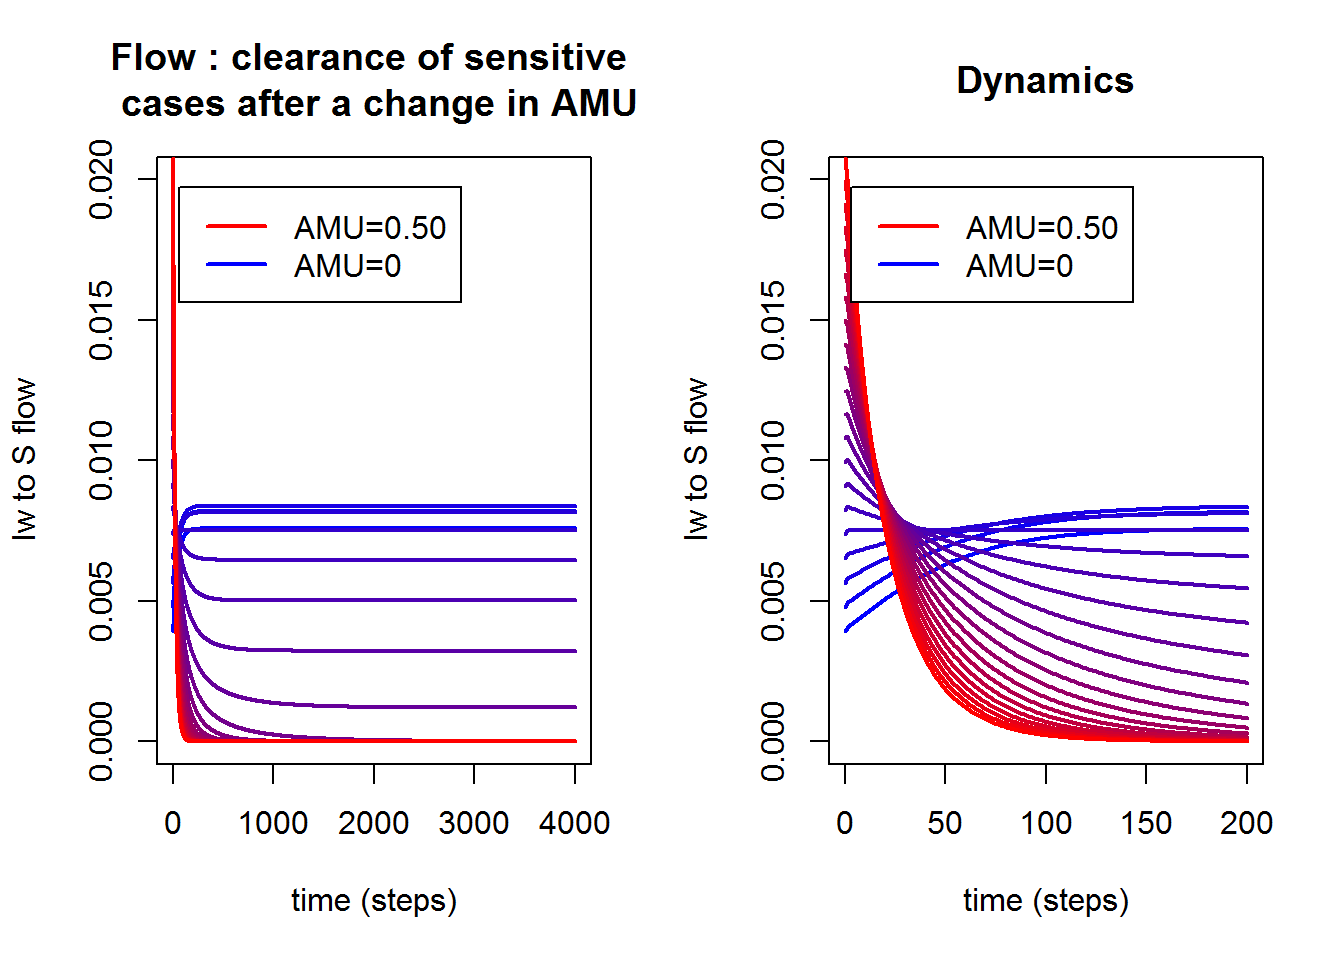 Flow : clearance of sensitive
cases after a change in AMU
Iw to S flow
0.020
0.015
0.010
0.005
0.000
AMU=0.50
AMU=0
0 1000 2000 3000 4000
time (steps)
Dynamics
Iw to S flow
0.020
0.015
0.010
0.005
0.000
AMU=0.50
AMU=0
0 50 100 150 200
time (steps)